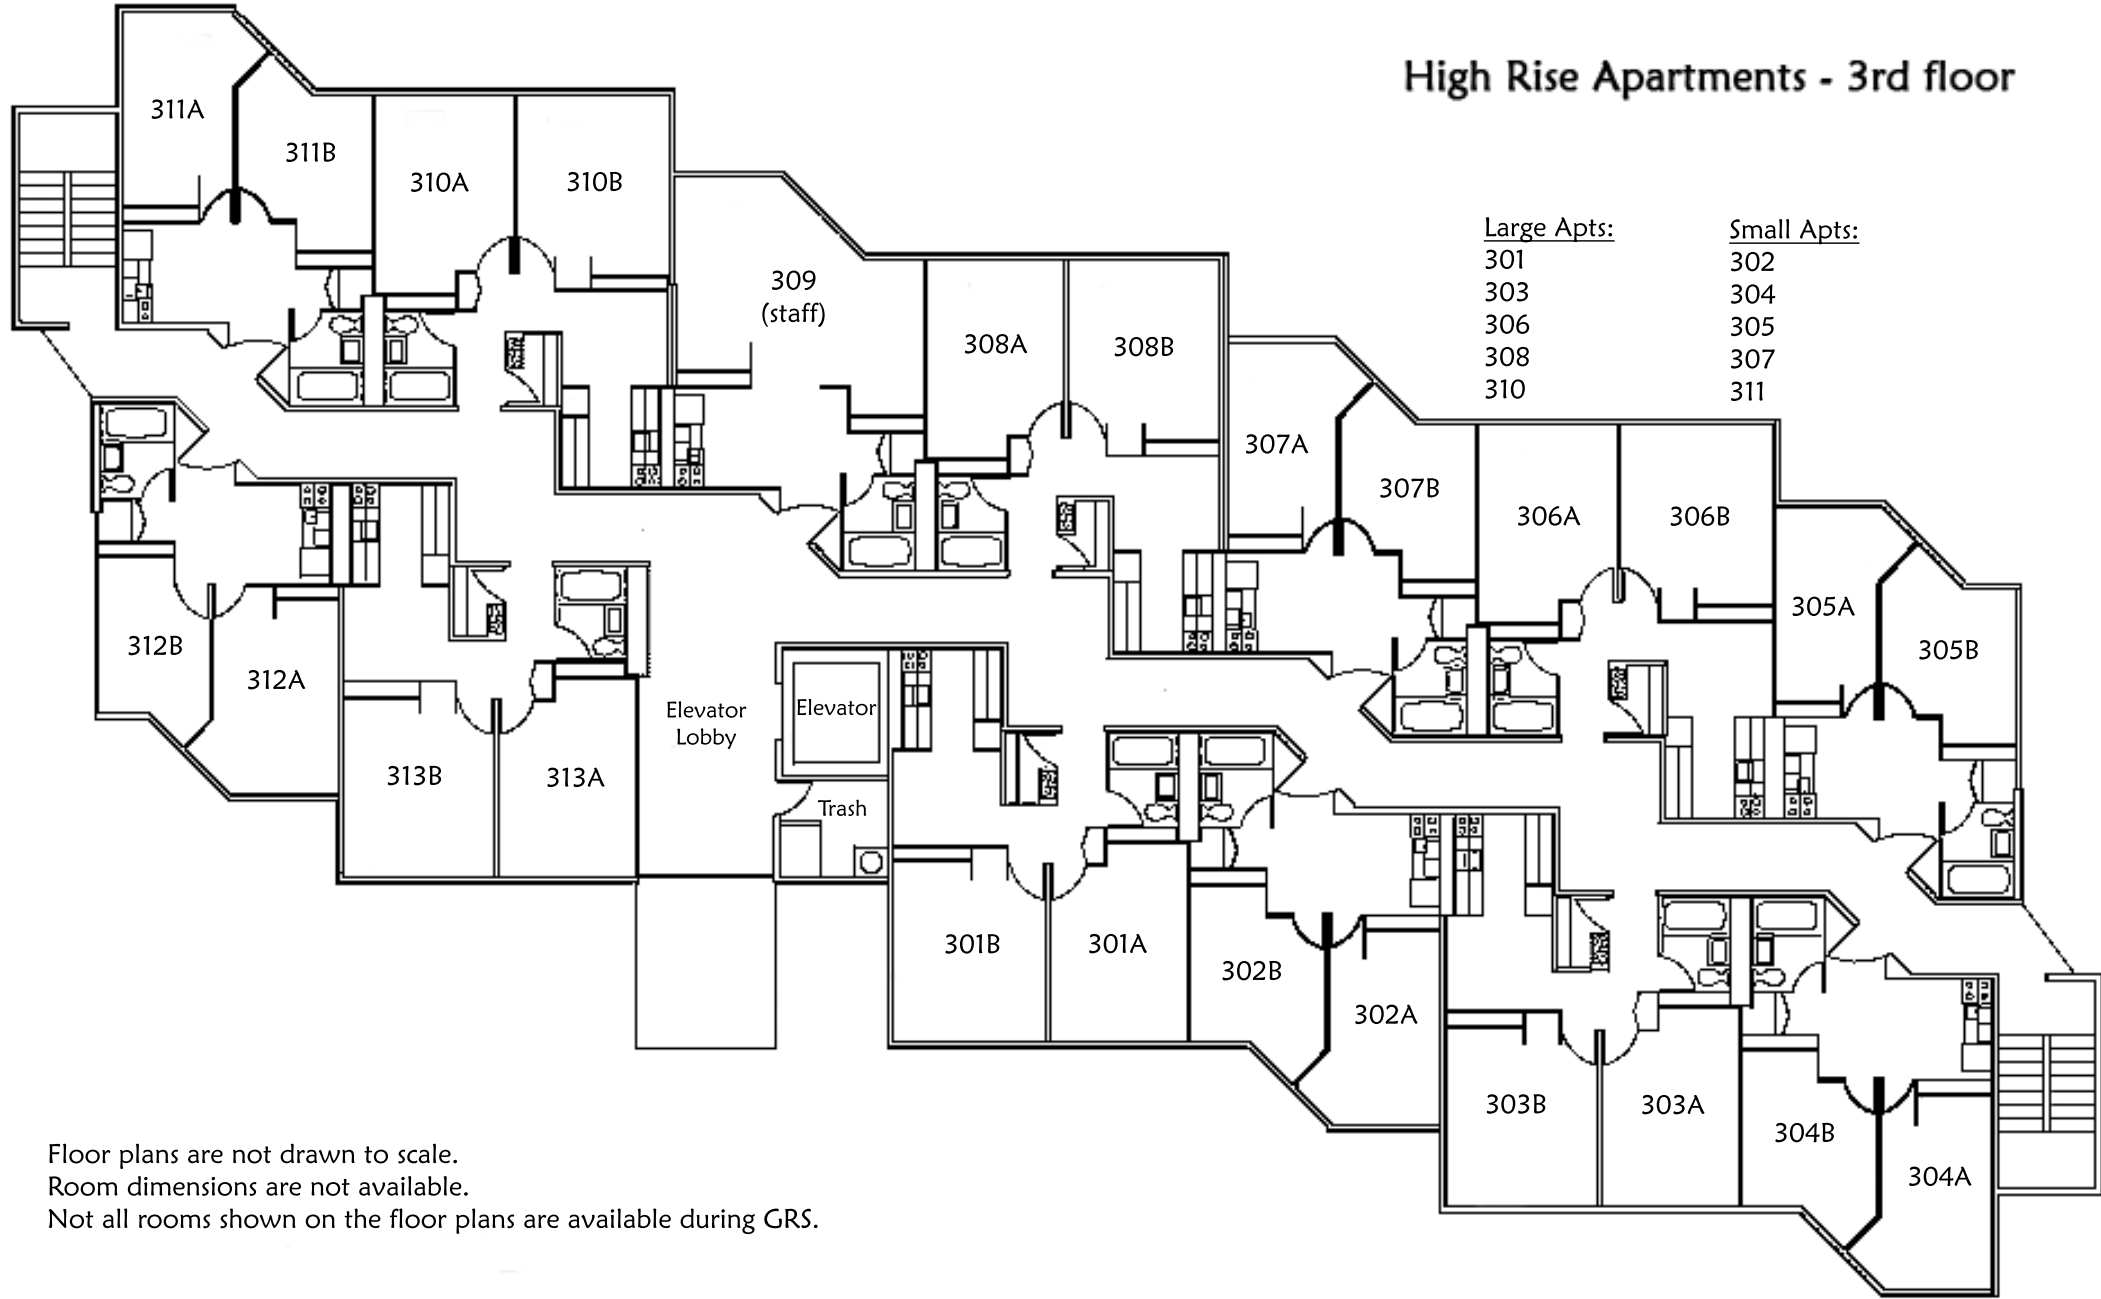 High Rise Apartments - 3rd floor
Large Apts:
301
303
306
308
310
Small Apts:
302
304
305
307
311
311A
311B
310A
310B
309
(staff)
308A
308B
307A
307B
306A
306B
305A
305B
312B
312A
313B
313A
Elevator
Lobby
Elevator
Trash
301B
301A
302B
302A
303B
303A
304B
304A
Floor plans are not drawn to scale.
Room dimensions are not available.
Not all rooms shown on the floor plans are available during GRS.